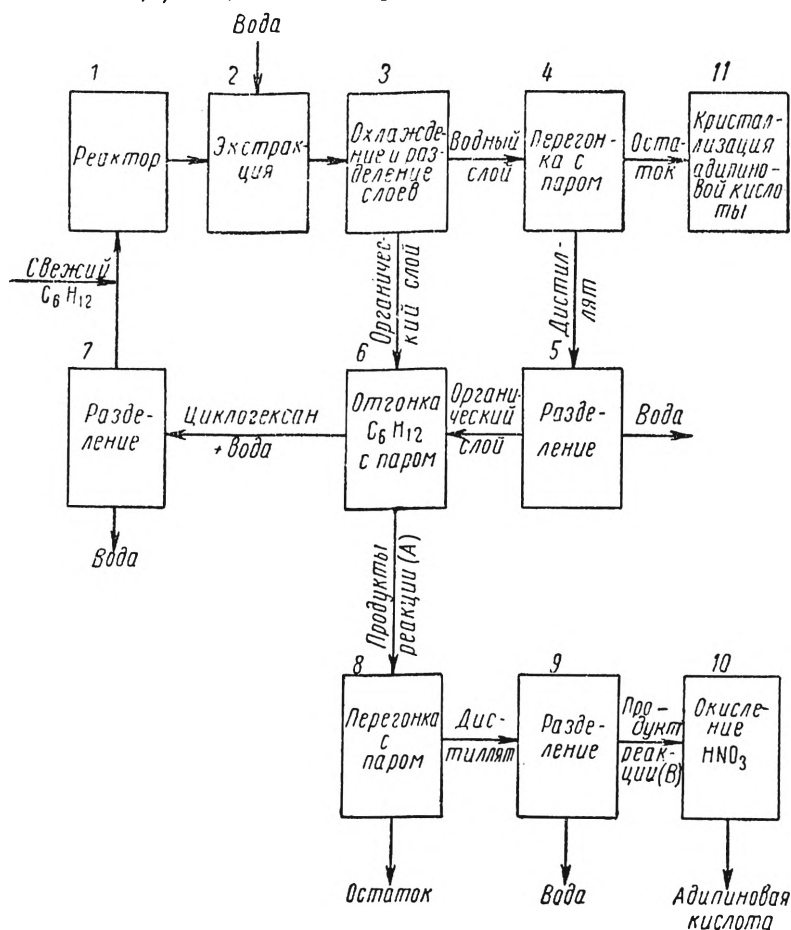 Вода
1
2
3
4
11
Реактор
Экстрак-
ция
Охлажде-
ние и раз
деление
слоев
Водный
слой
Перегон-
ка с
паром
Оста-
ток
Кристал-
лизация
адипино-
вой кисло
ты
Свежий
C6H12
Органичес-
кий слой
Дистил-
лят
7
6
5
Разде-
ление
Циклогексан
+ вода
Отгонка
C6H12
с паром
Органи-
ческий
слой
Разде-
ление
Вода
Вода
Продукты
реакции (А)
8
9
10
Перегонка
с
паром
Дис-
тиллят
Разде-
ление
Про-
дукт
реак-
ции(В)
Окисле-
ние
HNO3
Остаток
Вода
Адипиновая
кислота